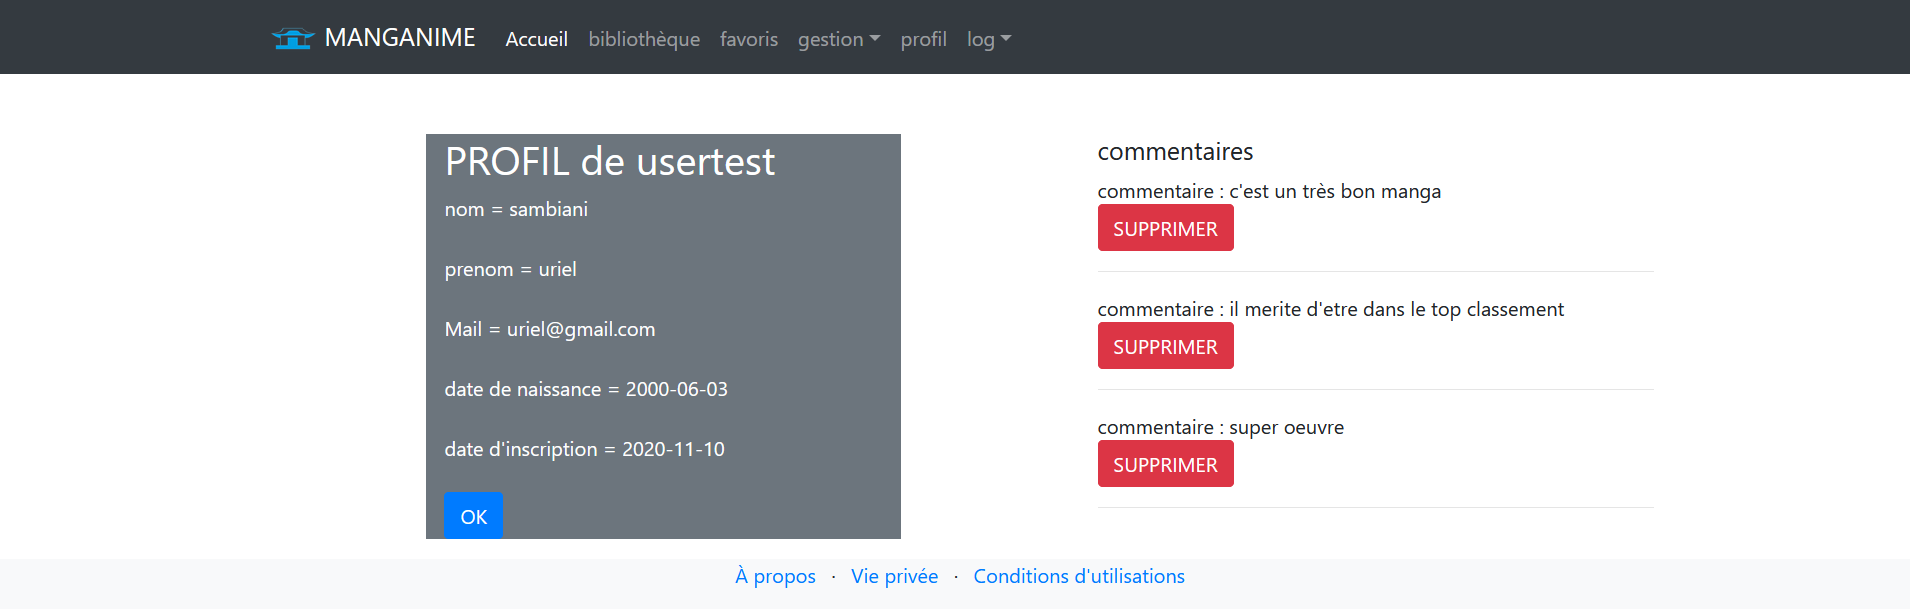 MANGANIME Accueil bibliothèque favoris gestion profil log
PROFIL de usertest
nom = sambiani
prenom = uriel
Mail = uriel@gmail.com
date de naissance = 2000-06-03
date d'inscription = 2020-11-10
OK
commentaires
commentaire : c'est un très bon manga
SUPPRIMER
commentaire : il merite d'etre dans le top classement
SUPPRIMER
commentaire : super oeuvre
SUPPRIMER
À propos · Vie privée · Conditions d'utilisations